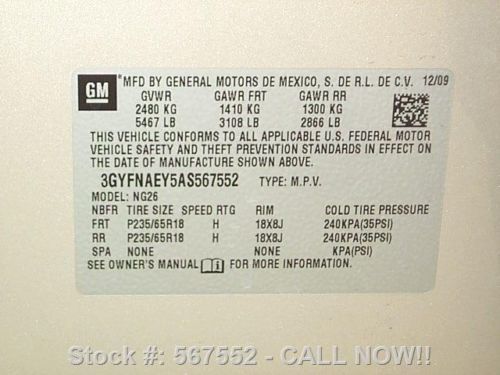 GM *MFD BY GENERAL MOTORS DE MEXICO, S. DE R.L. DE C.V. 12/09
GVWR GAWR FRT GAWR RR
2480 KG 1410 KG 1300 KG
5467 LB 3108 LB 2866 LB
THIS VEHICLE CONFORMS TO ALL APPLICABLE U.S. FEDERAL MOTOR
VEHICLE SAFETY AND THEFT PREVENTION STANDARDS IN EFFECT ON
THE DATE OF MANUFACTURE SHOWN ABOVE.
3GYFNAEY5AS567552 TYPE: M.P.V.
MODEL: NG26
NBFR TIRE SIZE SPEED RTG RIM COLD TIRE PRESSURE
FRT P235/65R18 H 18X8J 240KPA(35PSI)
RR P235/65R18 H 18X8J 240KPA(35PSI)
SPA NONE NONE KPA(PSI)
SEE OWNER'S MANUAL FOR MORE INFORMATION.
Stock #: 567552 - CALL NOW!!